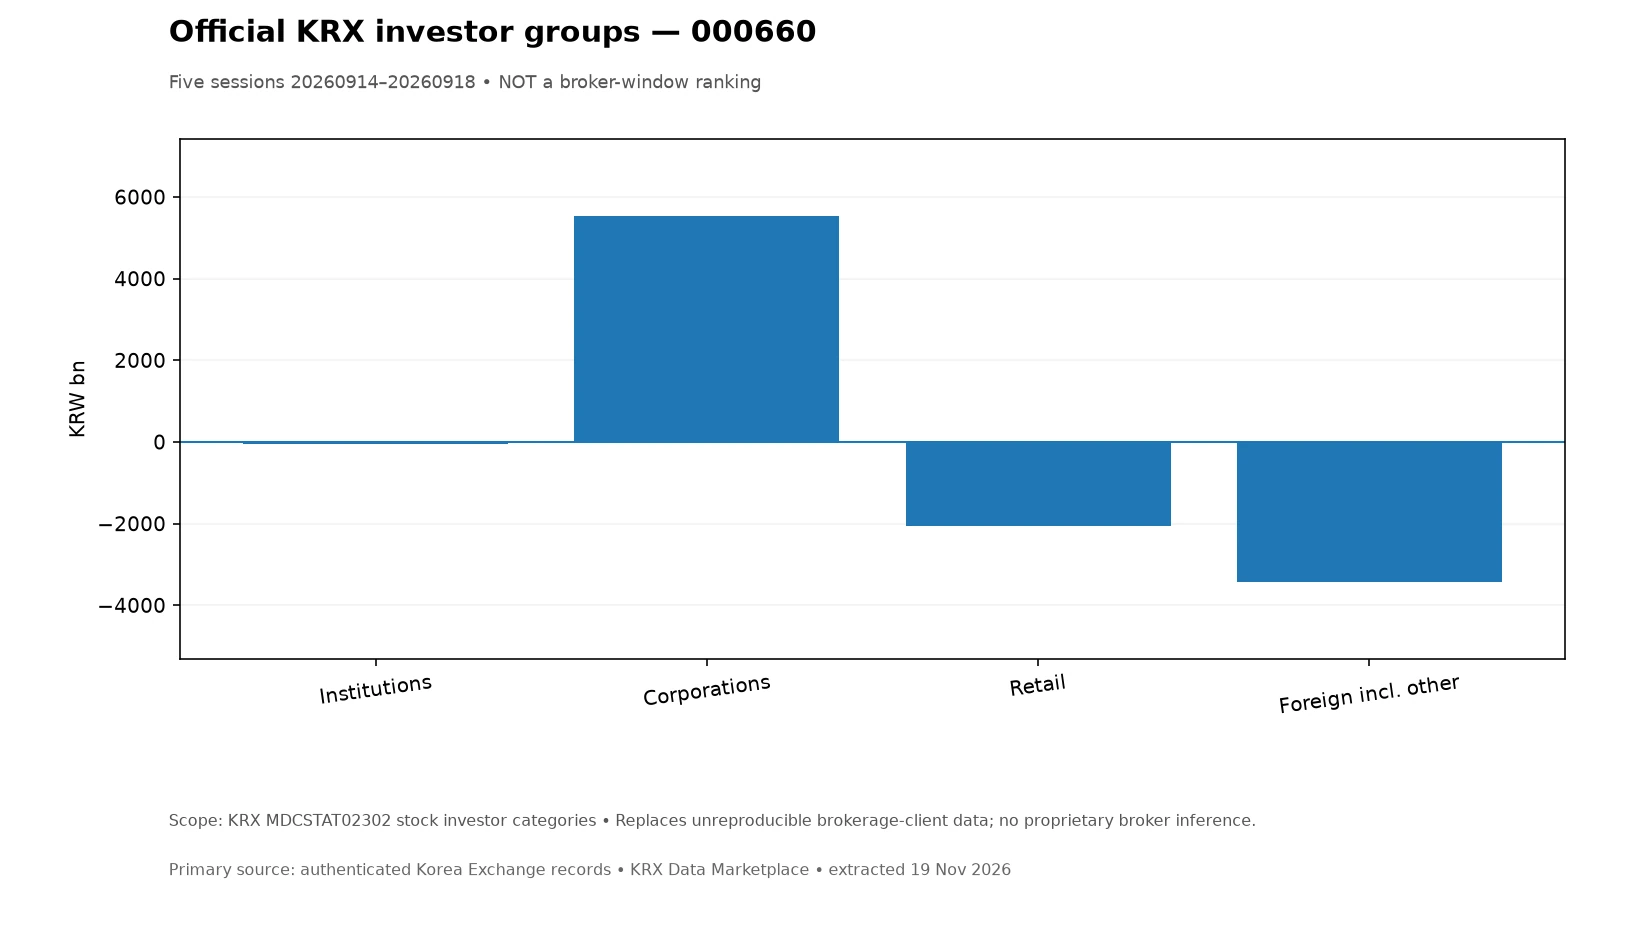 Official KRX investor groups — 000660
Five sessions 20260914–20260918 • NOT a broker-window ranking
KRW bn
6000
4000
2000
0
−2000
−4000
Institutions
Corporations
Retail
Foreign incl. other
Scope: KRX MDCSTAT02302 stock investor categories • Replaces unreproducible brokerage-client data; no proprietary broker inference.
Primary source: authenticated Korea Exchange records • KRX Data Marketplace • extracted 19 Nov 2026